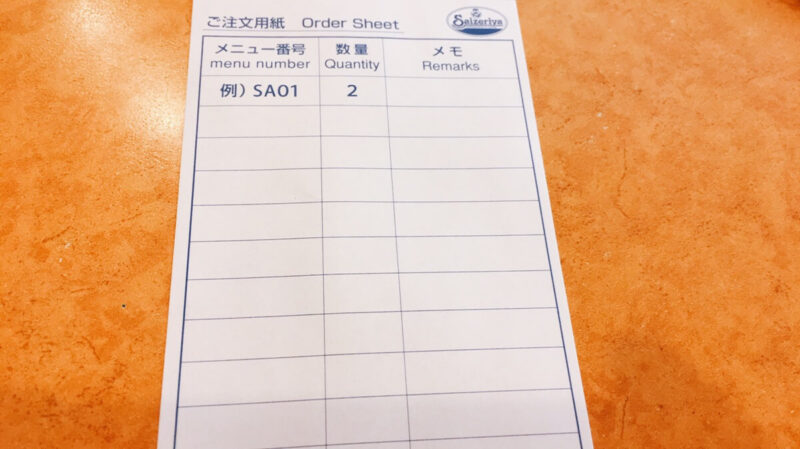 ご注文用紙 Order Sheet
Saizeriya
メニュー番号 数量 メモ
menu number Quantity Remarks
例) SA01 2